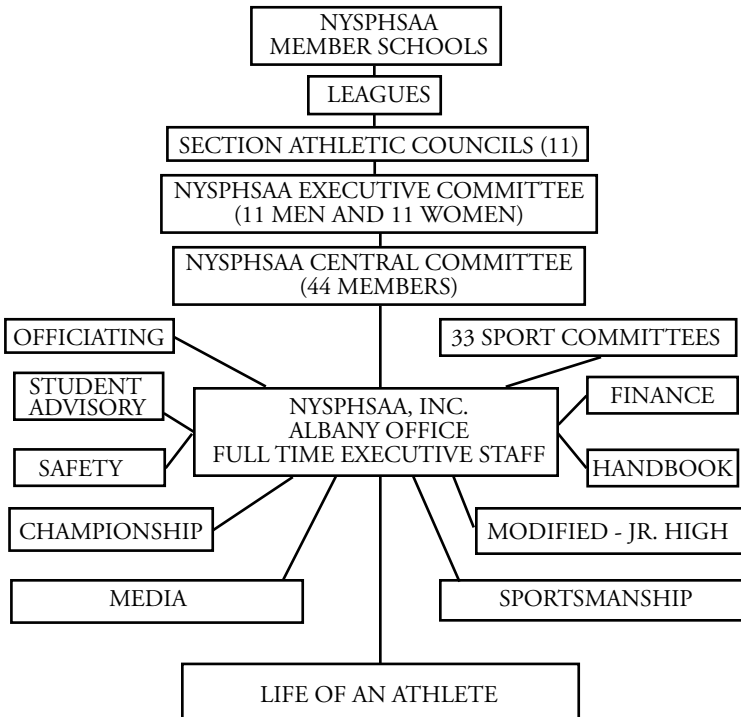 NYSPHSAA
MEMBER SCHOOLS
LEAGUES
SECTION ATHLETIC COUNCILS (11)
NYSPHSAA EXECUTIVE COMMITTEE
(11 MEN AND 11 WOMEN)
NYSPHSAA CENTRAL COMMITTEE
(44 MEMBERS)
OFFICIATING
33 SPORT COMMITTEES
STUDENT
ADVISORY
FINANCE
NYSPHSAA, INC.
ALBANY OFFICE
FULL TIME EXECUTIVE STAFF
SAFETY
HANDBOOK
CHAMPIONSHIP
MODIFIED - JR. HIGH
MEDIA
SPORTSMANSHIP
LIFE OF AN ATHLETE